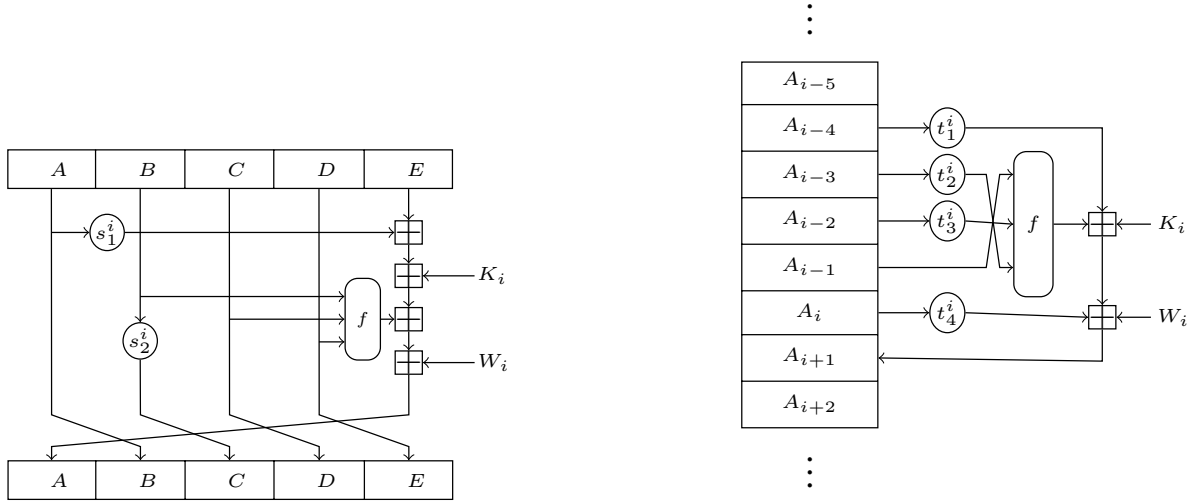 A B C D E
s_1^i
K_i
f
s_2^i
W_i
A B C D E
⋮
A_{i−5}
A_{i−4} t_1^i
A_{i−3} t_2^i
A_{i−2} t_3^i f K_i
A_{i−1}
A_i t_4^i W_i
A_{i+1}
A_{i+2}
⋮